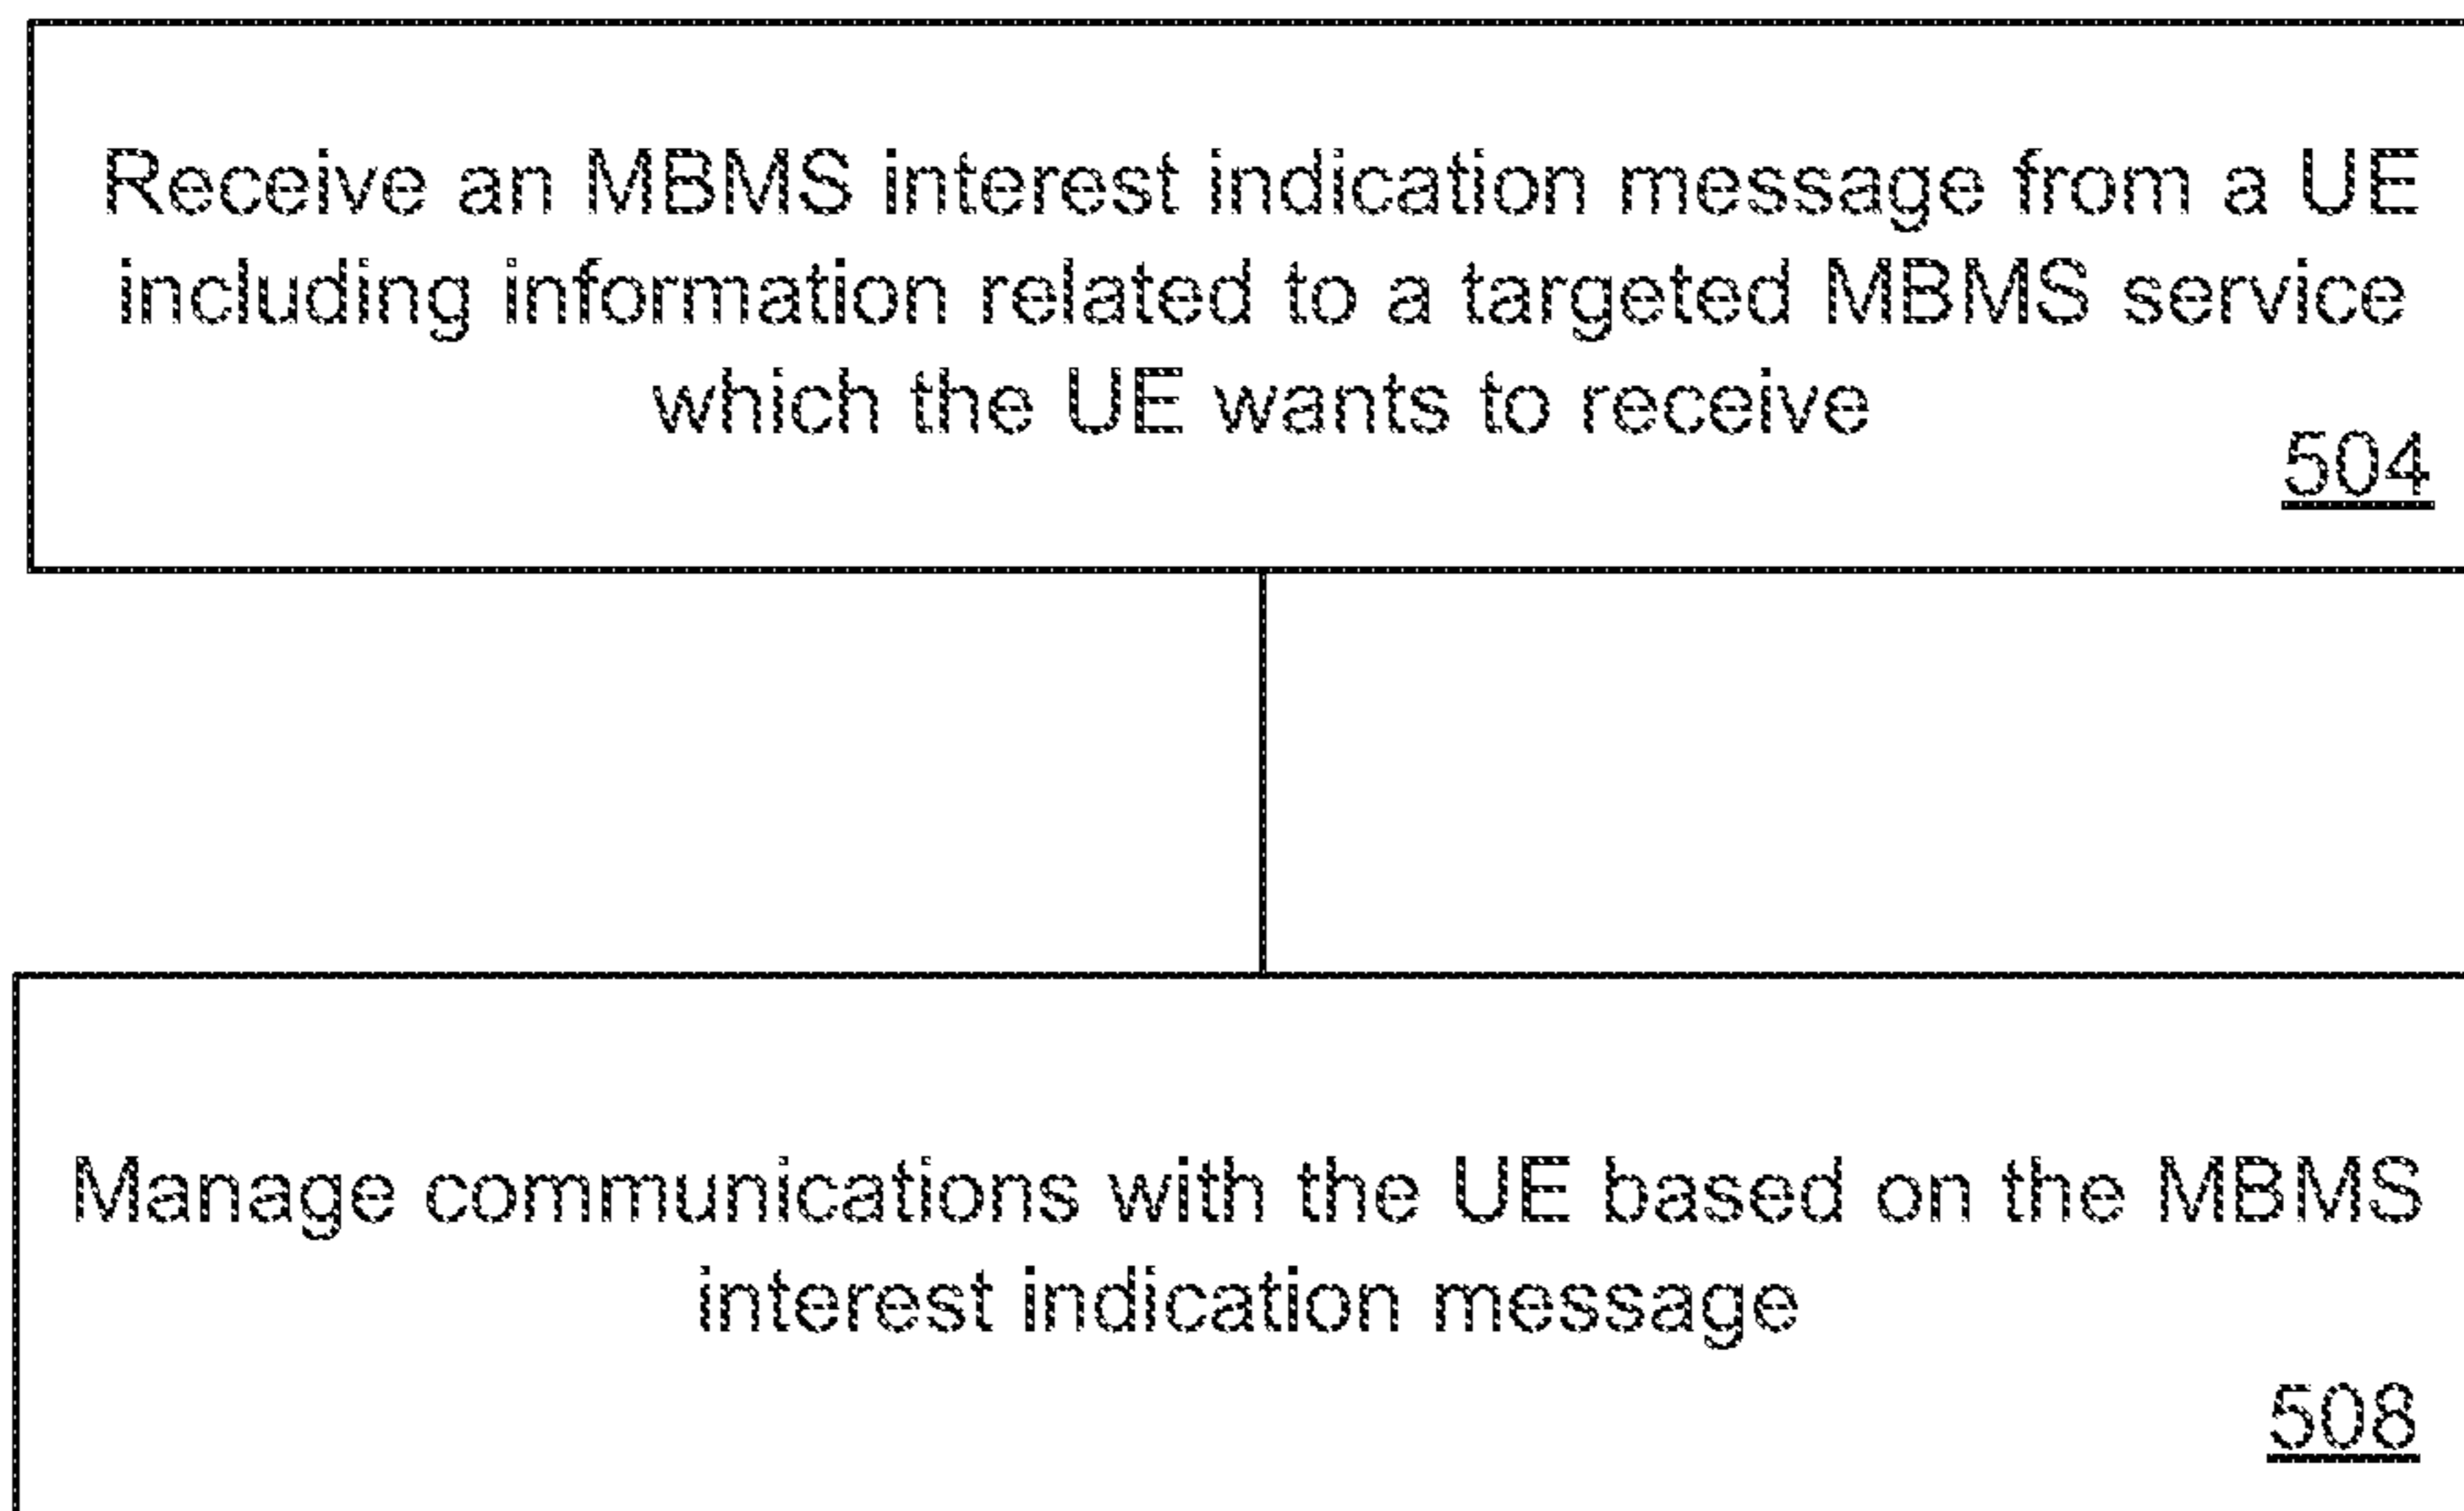 Receive an MBMS interest indication message from a UE
including information related to a targeted MBMS service
which the UE wants to receive
504
Manage communications with the UE based on the MBMS
interest indication message
508